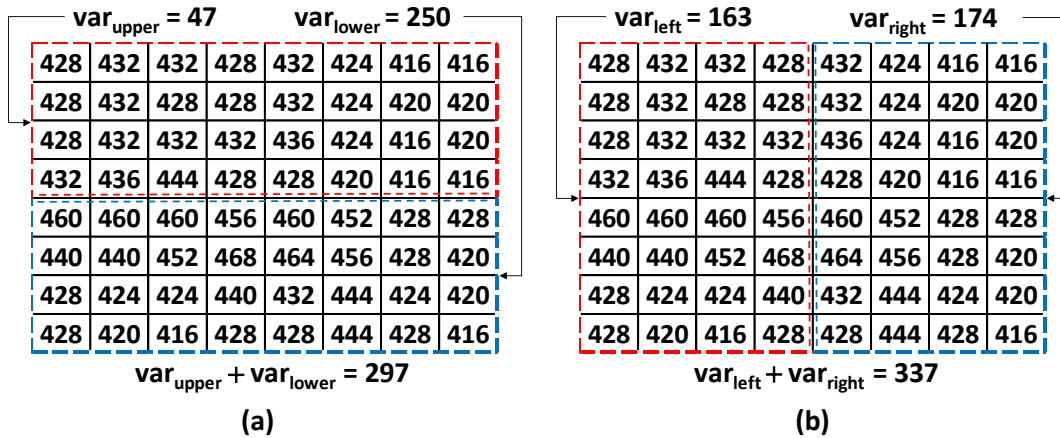 var_upper = 47 var_lower = 250 var_left = 163 var_right = 174
428 432 432 428 432 424 416 416 428 432 432 428 432 424 416 416
428 432 428 428 432 424 420 420 428 432 428 428 432 424 420 420
428 432 432 432 436 424 416 420 428 432 432 432 436 424 416 420
432 436 444 428 428 420 416 416 432 436 444 428 428 420 416 416
460 460 460 456 460 452 428 428 460 460 460 456 460 452 428 428
440 440 452 468 464 456 428 420 440 440 452 468 464 456 428 420
428 424 424 440 432 444 424 420 428 424 424 440 432 444 424 420
428 420 416 428 428 444 428 416 428 420 416 428 428 444 428 416
var_upper + var_lower = 297 var_left + var_right = 337
(a) (b)